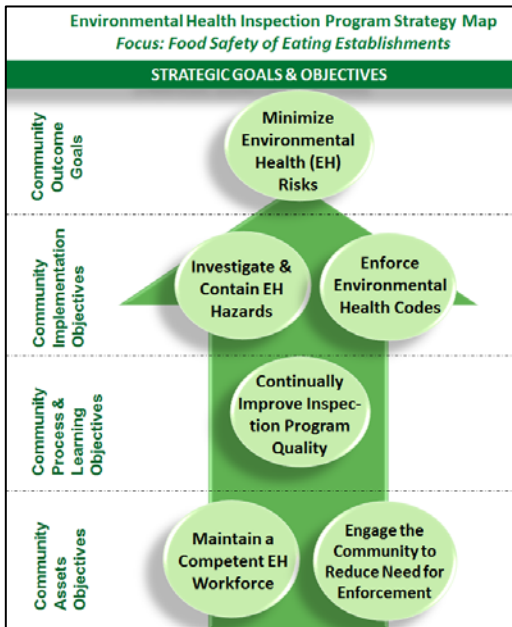 Environmental Health Inspection Program Strategy Map
Focus: Food Safety of Eating Establishments
STRATEGIC GOALS & OBJECTIVES
Community
Outcome
Goals
Minimize
Environmental
Health (EH)
Risks
Community
Implementation
Objectives
Investigate &
Contain EH
Hazards
Enforce
Environmental
Health Codes
Community
Process &
Learning
Objectives
Continually
Improve Inspec-
tion Program
Quality
Community
Assets
Objectives
Maintain a
Competent EH
Workforce
Engage the
Community to
Reduce Need for
Enforcement